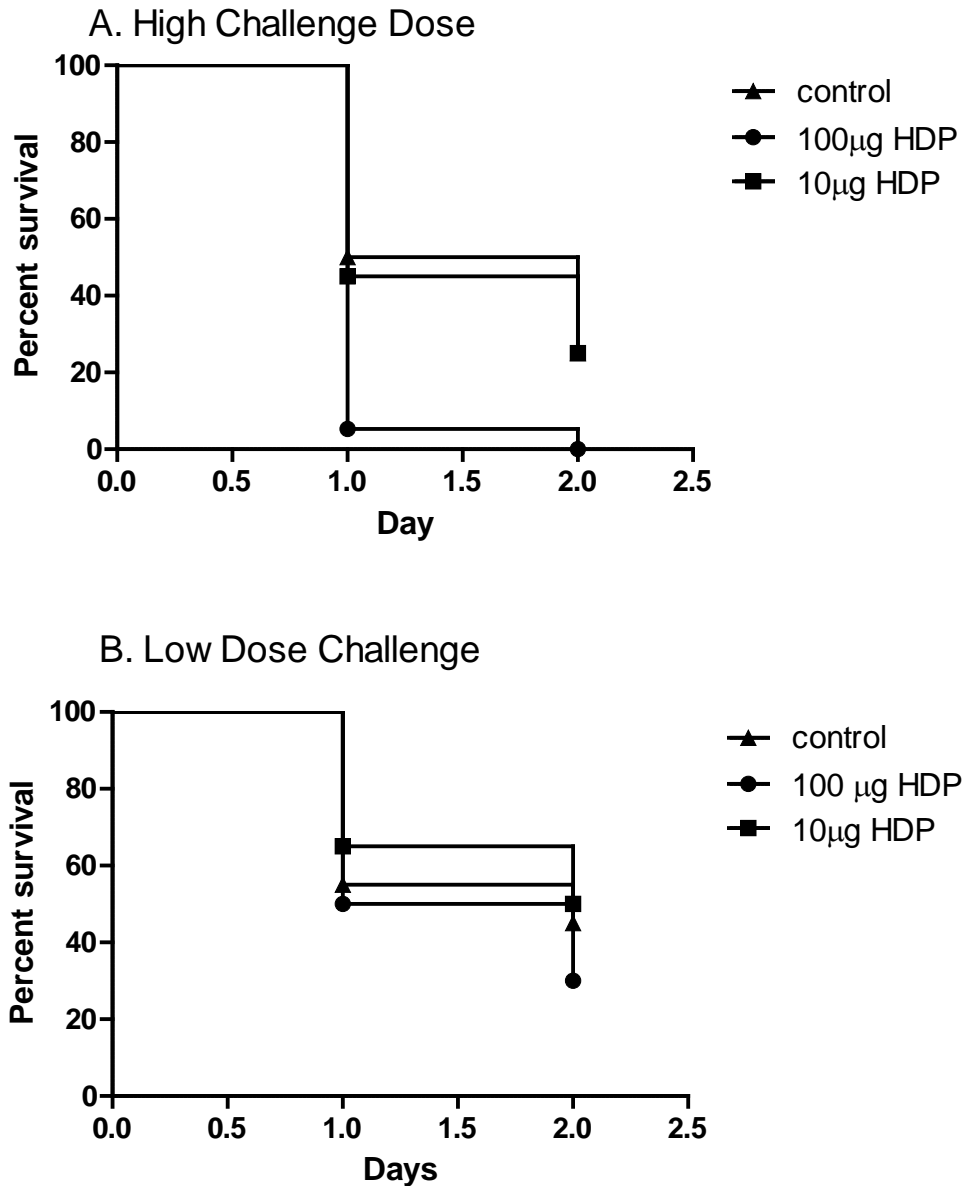 A. High Challenge Dose
100
80
60
40
20
0
Percent survival
0.0 0.5 1.0 1.5 2.0 2.5
Day
control
100μg HDP
10μg HDP
B. Low Dose Challenge
100
80
60
40
20
0
Percent survival
0.0 0.5 1.0 1.5 2.0 2.5
Days
control
100 μg HDP
10μg HDP